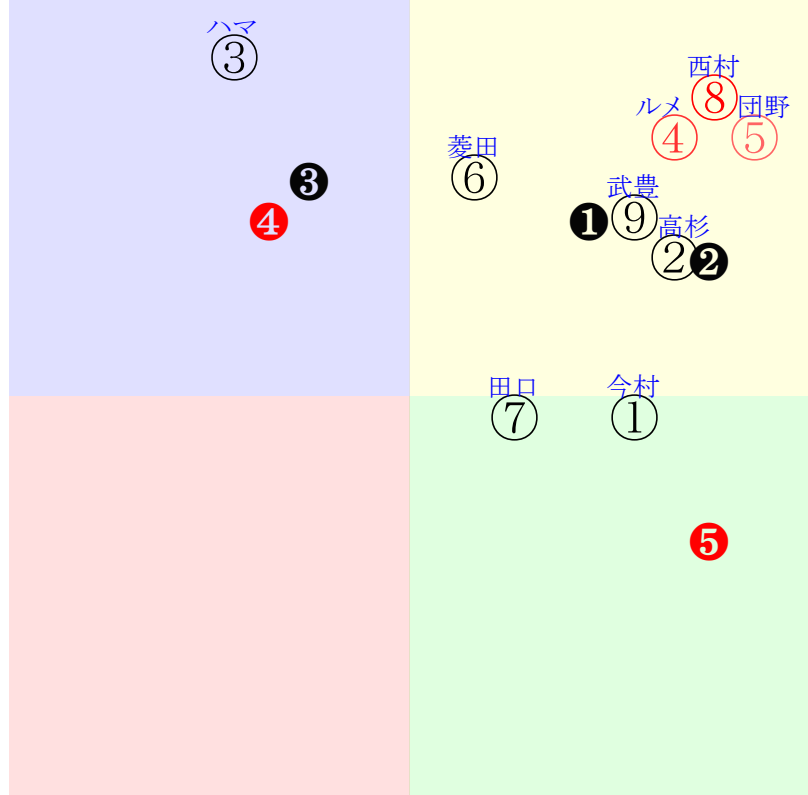 ハマ
③
西村
⑧
ルメ
④
団野
⑤
菱田
⑥
❸
武豊
⑨
❹
❶
高杉
②
❷
田口
⑦
今村
①
❺